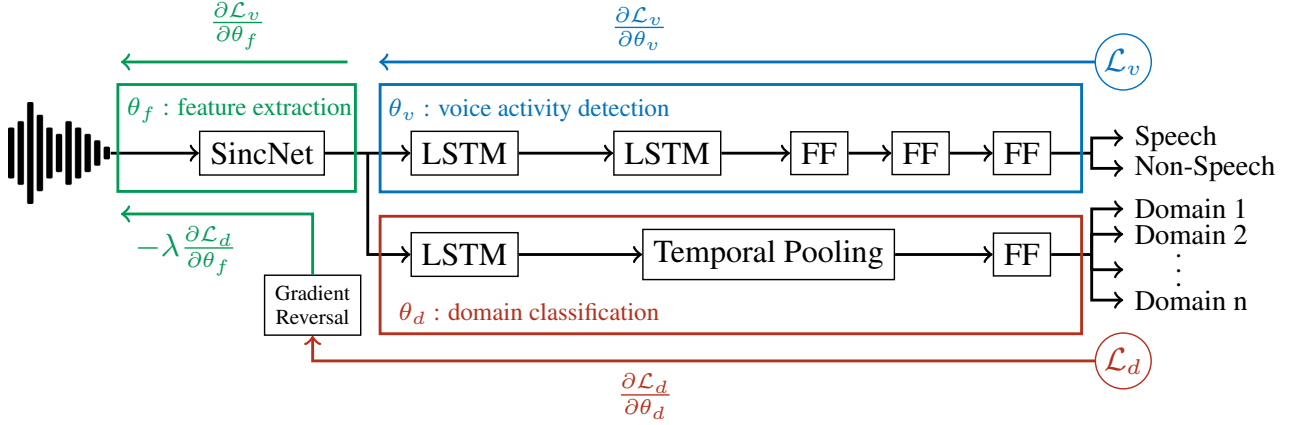 ∂ℒ_v/∂θ_f
∂ℒ_v/∂θ_v
ℒ_v
θ_f : feature extraction
θ_v : voice activity detection
SincNet
LSTM
LSTM
FF
FF
FF
Speech
Non-Speech
−λ ∂ℒ_d/∂θ_f
LSTM
Temporal Pooling
FF
Domain 1
Domain 2
⋮
Domain n
Gradient
Reversal
θ_d : domain classification
ℒ_d
∂ℒ_d/∂θ_d